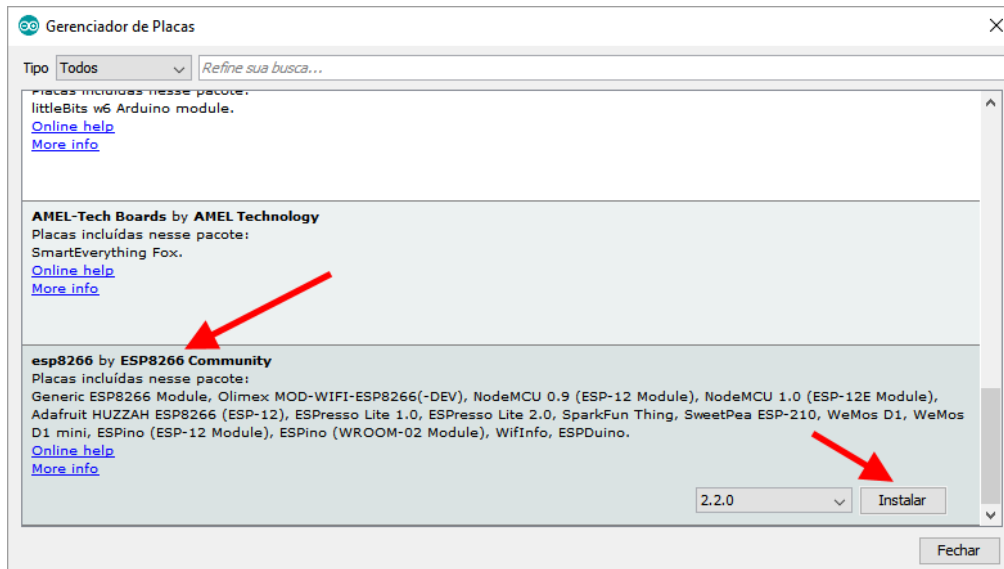 Gerenciador de Placas
Tipo Todos Refine sua busca...
Placas incluídas nesse pacote:
littleBits w6 Arduino module.
Online help
More info
AMEL-Tech Boards by AMEL Technology
Placas incluídas nesse pacote:
SmartEverything Fox.
Online help
More info
esp8266 by ESP8266 Community
Placas incluídas nesse pacote:
Generic ESP8266 Module, Olimex MOD-WIFI-ESP8266(-DEV), NodeMCU 0.9 (ESP-12 Module), NodeMCU 1.0 (ESP-12E Module),
Adafruit HUZZAH ESP8266 (ESP-12), ESPresso Lite 1.0, ESPresso Lite 2.0, SparkFun Thing, SweetPea ESP-210, WeMos D1, WeMos
D1 mini, ESPino (ESP-12 Module), ESPino (WROOM-02 Module), WifInfo, ESPDuino.
Online help
More info
2.2.0 Instalar
Fechar